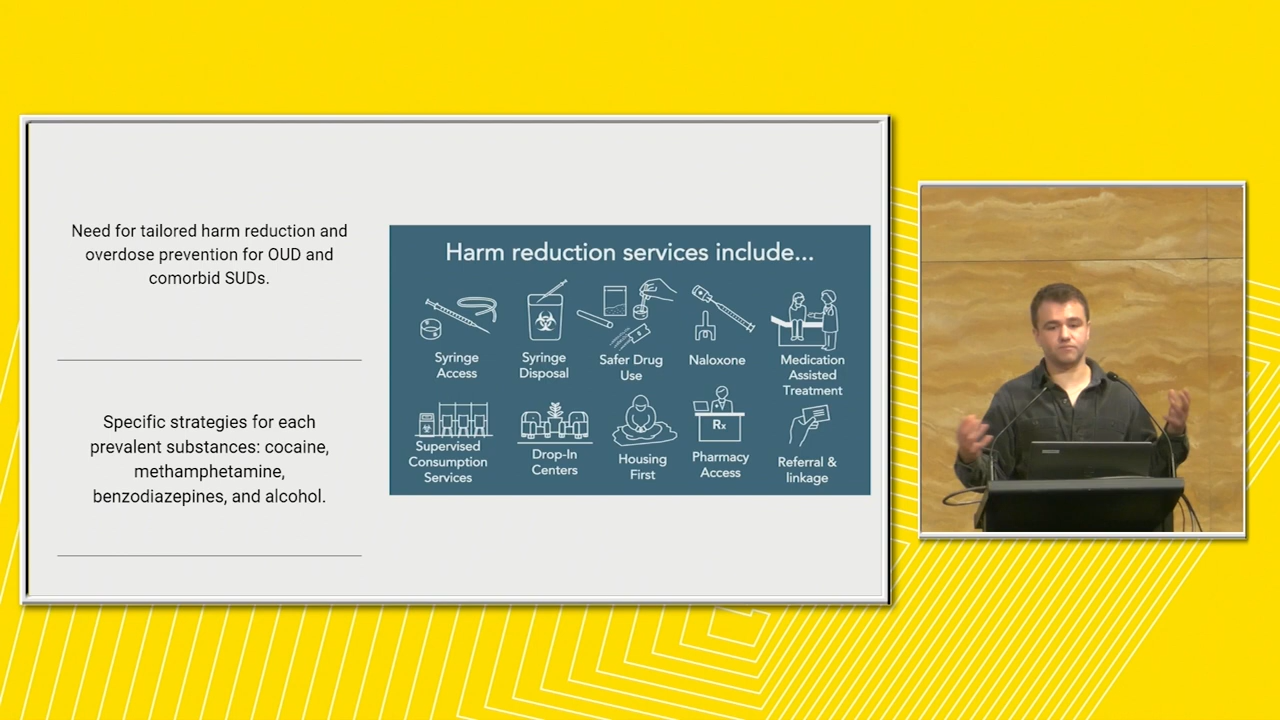 Need for tailored harm reduction and
overdose prevention for OUD and
comorbid SUDs.
Specific strategies for each
prevalent substances: cocaine,
methamphetamine,
benzodiazepines, and alcohol.
Harm reduction services include...
Syringe
Access
Syringe
Disposal
Safer Drug
Use
Naloxone
Medication
Assisted
Treatment
Supervised
Consumption
Services
Drop-In
Centers
Housing
First
Rx
Pharmacy
Access
Referral &
linkage